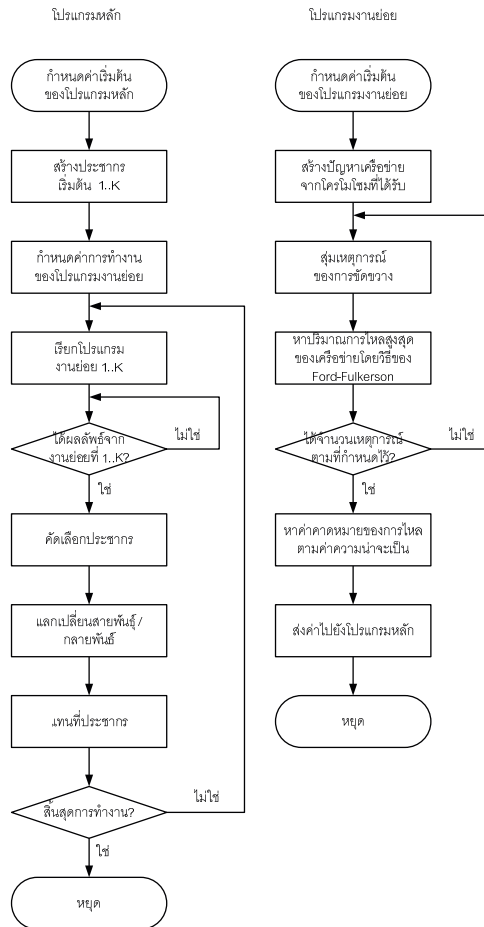 โปรแกรมหลัก
กำหนดค่าเริ่มต้น
ของโปรแกรมหลัก
สร้างประชากร
เริ่มต้น 1..K
กำหนดค่าการทำงาน
ของโปรแกรมงานย่อย
เรียกโปรแกรม
งานย่อย 1..K
ได้ผลลัพธ์จาก
งานย่อยที่ 1..K?
ไม่ใช่
ใช่
คัดเลือกประชากร
แลกเปลี่ยนสายพันธุ์/
กลายพันธ์
แทนที่ประชากร
สิ้นสุดการทำงาน?
ไม่ใช่
ใช่
หยุด
โปรแกรมงานย่อย
กำหนดค่าเริ่มต้น
ของโปรแกรมงานย่อย
สร้างปัญหาเครือข่าย
จากโครโมโซมที่ได้รับ
สุ่มเหตุการณ์
ของการขัดขวาง
หาปริมาณการไหลสูงสุด
ของเครือข่ายโดยวิธีของ
Ford-Fulkerson
ได้จำนวนเหตุการณ์
ตามที่กำหนดไว้?
ไม่ใช่
ใช่
หาค่าคาดหมายของการไหล
ตามค่าความน่าจะเป็น
ส่งค่าไปยังโปรแกรมหลัก
หยุด